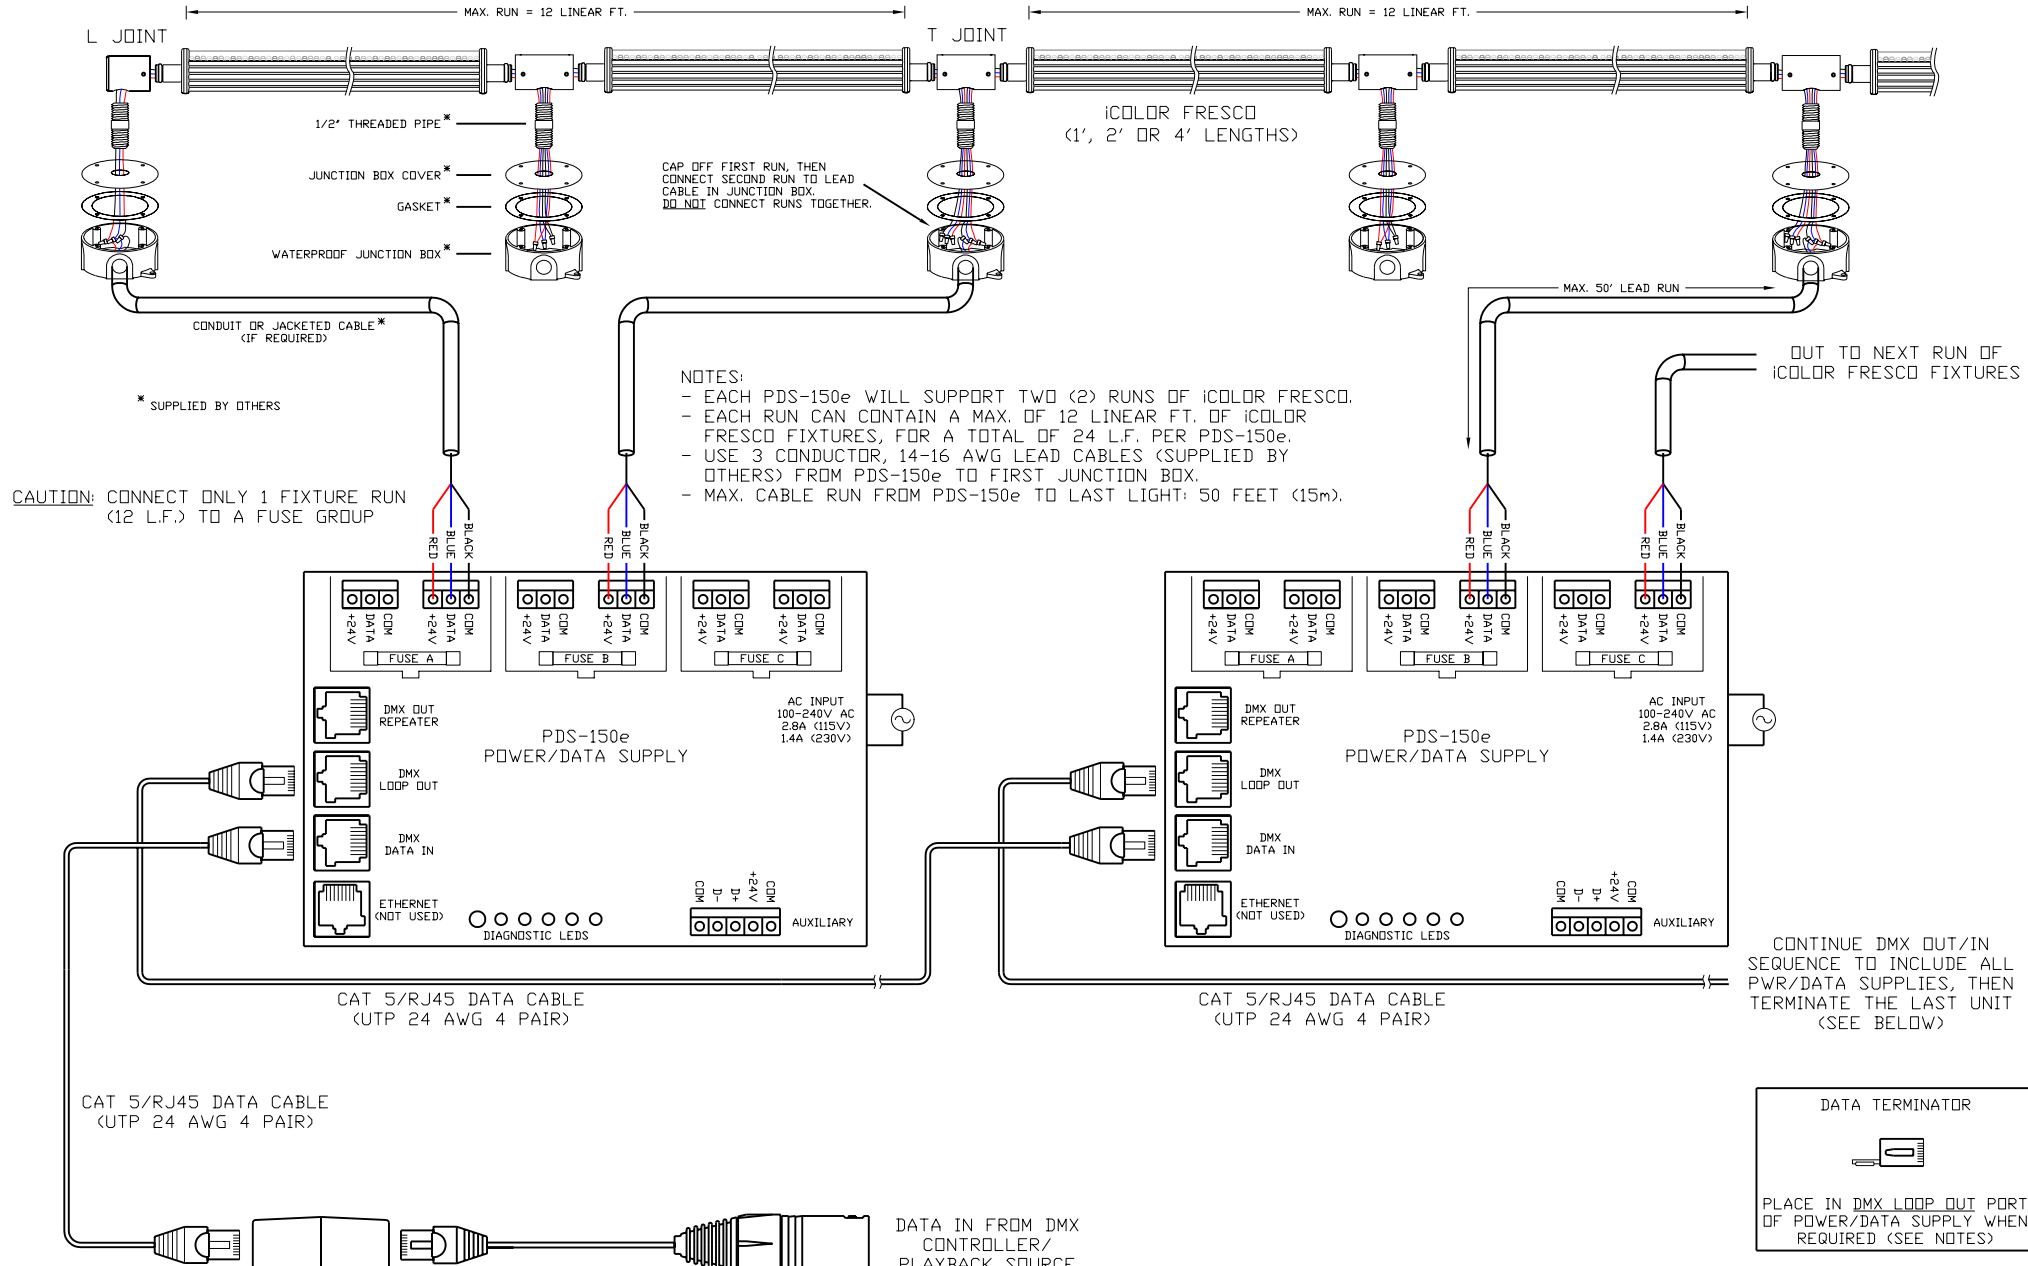 MAX. RUN = 12 LINEAR FT.
MAX. RUN = 12 LINEAR FT.
L JOINT
T JOINT
iCOLOR FRESCO
(1', 2' OR 4' LENGTHS)
1/2" THREADED PIPE*
JUNCTION BOX COVER*
GASKET*
WATERPROOF JUNCTION BOX*
CAP OFF FIRST RUN, THEN
CONNECT SECOND RUN TO LEAD
CABLE IN JUNCTION BOX.
DO NOT CONNECT RUNS TOGETHER.
MAX. 50' LEAD RUN
CONDUIT OR JACKETED CABLE*
(IF REQUIRED)
* SUPPLIED BY OTHERS
OUT TO NEXT RUN OF
iCOLOR FRESCO FIXTURES
NOTES:
- EACH PDS-150e WILL SUPPORT TWO (2) RUNS OF iCOLOR FRESCO.
- EACH RUN CAN CONTAIN A MAX. OF 12 LINEAR FT. OF iCOLOR
FRESCO FIXTURES, FOR A TOTAL OF 24 L.F. PER PDS-150e.
- USE 3 CONDUCTOR, 14-16 AWG LEAD CABLES (SUPPLIED BY
OTHERS) FROM PDS-150e TO FIRST JUNCTION BOX.
- MAX. CABLE RUN FROM PDS-150e TO LAST LIGHT: 50 FEET (15m).
CAUTION: CONNECT ONLY 1 FIXTURE RUN
(12 L.F.) TO A FUSE GROUP
RED
BLUE
BLACK
RED
BLUE
BLACK
RED
BLUE
BLACK
RED
BLUE
BLACK
+24V
DATA
COM
+24V
DATA
COM
+24V
DATA
COM
+24V
DATA
COM
+24V
DATA
COM
+24V
DATA
COM
FUSE A
FUSE B
FUSE C
DMX OUT
REPEATER
DMX
LOOP OUT
DMX
DATA IN
ETHERNET
(NOT USED)
PDS-150e
POWER/DATA SUPPLY
AC INPUT
100-240V AC
2.8A (115V)
1.4A (230V)
DIAGNOSTIC LEDS
COM
D-
D+
+24V
COM
AUXILIARY
+24V
DATA
COM
+24V
DATA
COM
+24V
DATA
COM
+24V
DATA
COM
+24V
DATA
COM
+24V
DATA
COM
FUSE A
FUSE B
FUSE C
DMX OUT
REPEATER
DMX
LOOP OUT
DMX
DATA IN
ETHERNET
(NOT USED)
PDS-150e
POWER/DATA SUPPLY
AC INPUT
100-240V AC
2.8A (115V)
1.4A (230V)
DIAGNOSTIC LEDS
COM
D-
D+
+24V
COM
AUXILIARY
CAT 5/RJ45 DATA CABLE
(UTP 24 AWG 4 PAIR)
CAT 5/RJ45 DATA CABLE
(UTP 24 AWG 4 PAIR)
CONTINUE DMX OUT/IN
SEQUENCE TO INCLUDE ALL
PWR/DATA SUPPLIES, THEN
TERMINATE THE LAST UNIT
(SEE BELOW)
CAT 5/RJ45 DATA CABLE
(UTP 24 AWG 4 PAIR)
DATA TERMINATOR
PLACE IN DMX LOOP OUT PORT
OF POWER/DATA SUPPLY WHEN
REQUIRED (SEE NOTES)
DATA IN FROM DMX
CONTROLLER/
PLAYBACK SOURCE